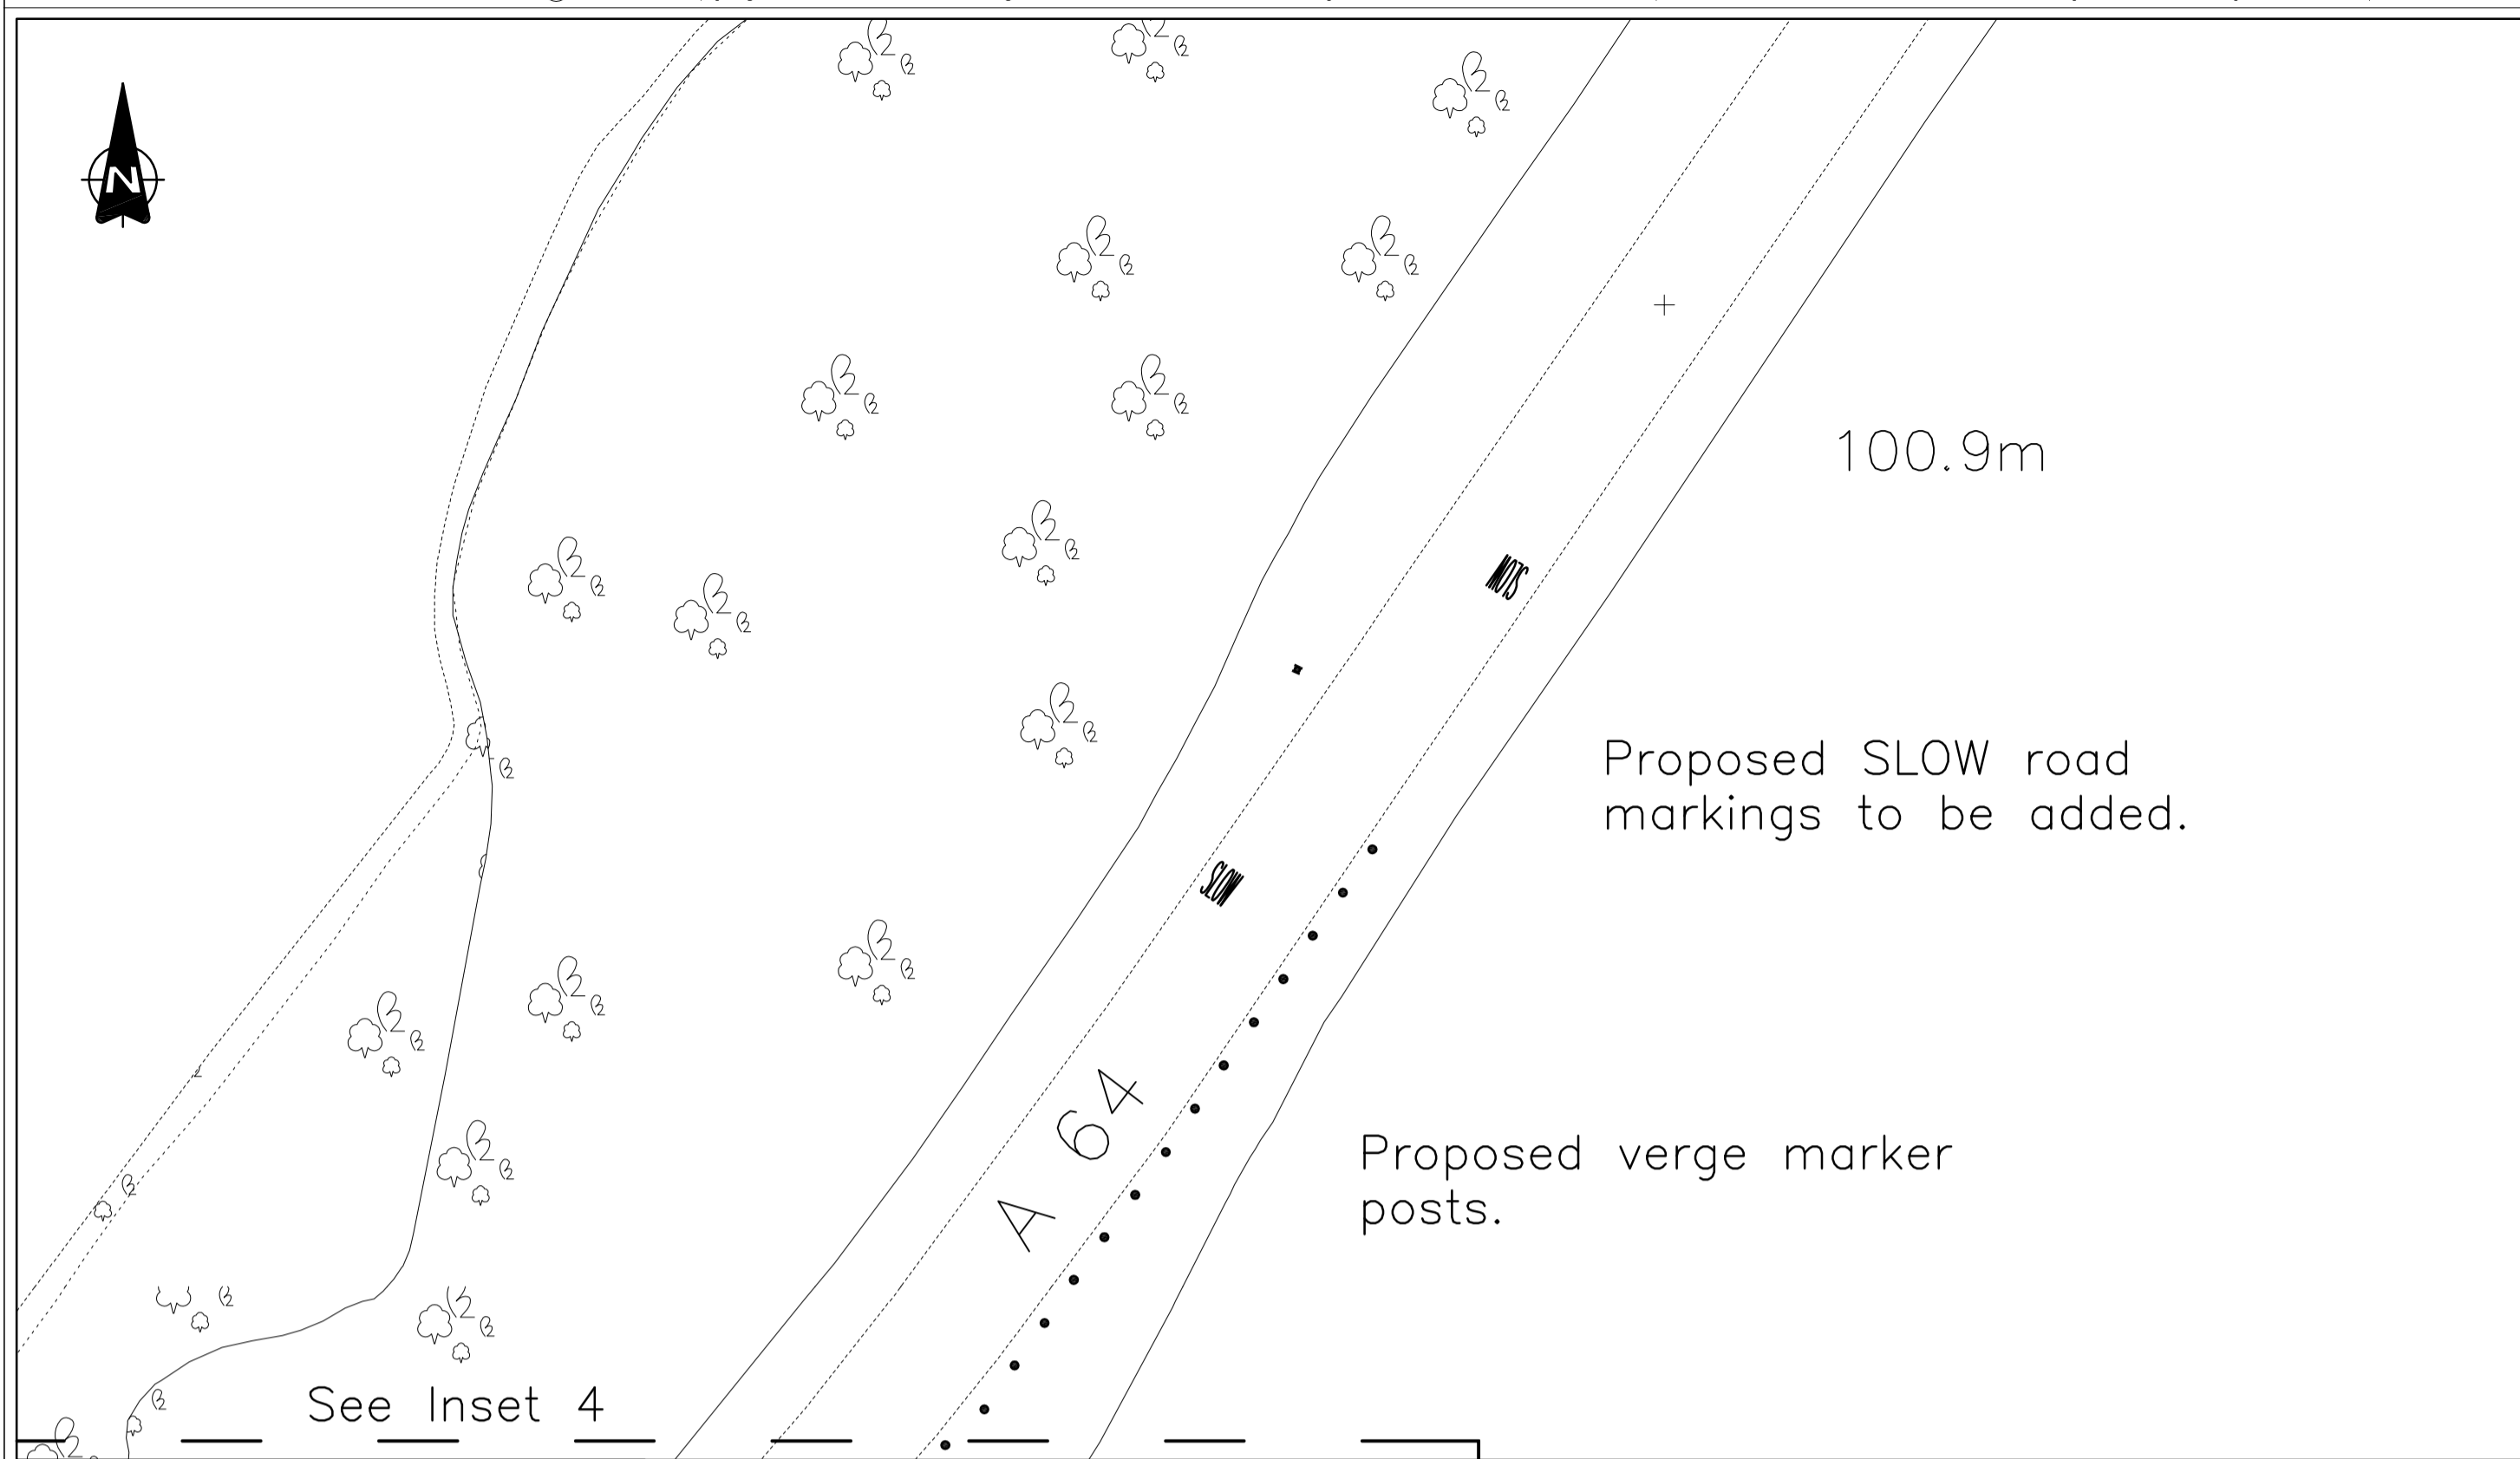 N
100.9m
SLOW
Proposed SLOW road
markings to be added.
SLOW
A 64
Proposed verge marker
posts.
See Inset 4